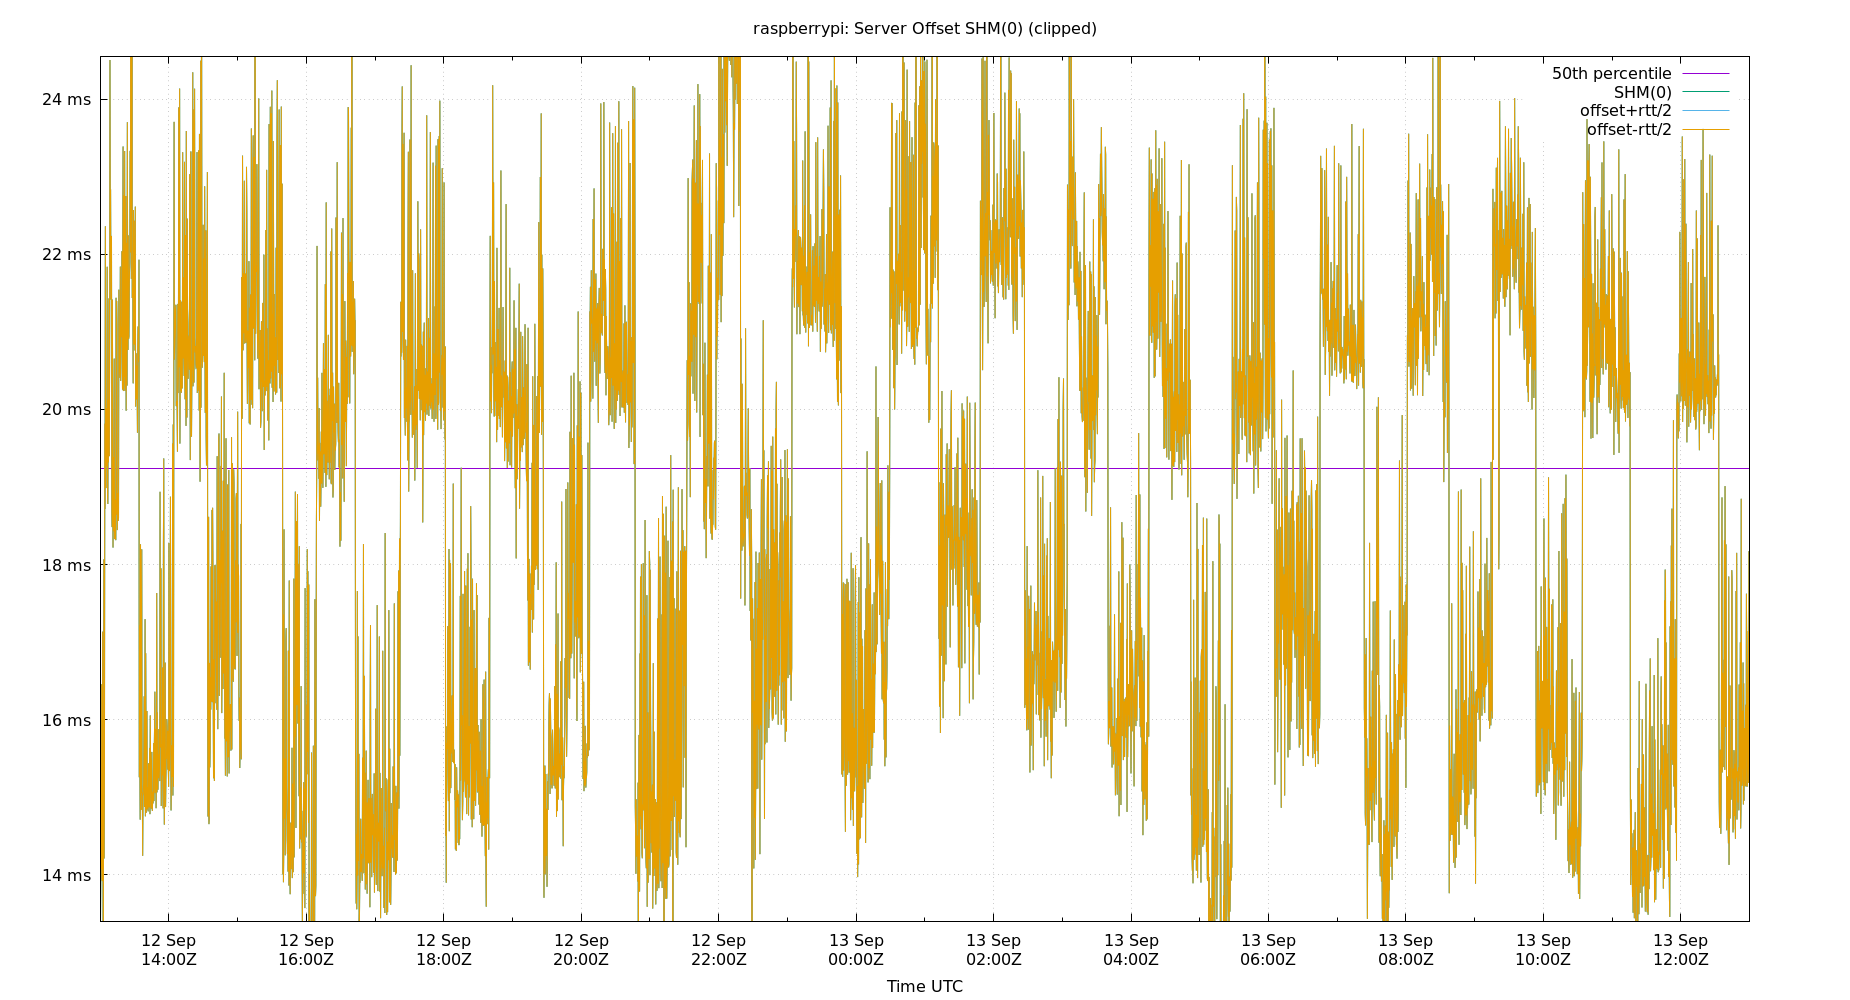 raspberrypi: Server Offset SHM(0) (clipped)
50th percentile
SHM(0)
offset+rtt/2
offset-rtt/2
24 ms
22 ms
20 ms
18 ms
16 ms
14 ms
12 Sep 12 Sep 12 Sep 12 Sep 12 Sep 13 Sep 13 Sep 13 Sep 13 Sep 13 Sep 13 Sep 13 Sep
14:00Z 16:00Z 18:00Z 20:00Z 22:00Z 00:00Z 02:00Z 04:00Z 06:00Z 08:00Z 10:00Z 12:00Z
Time UTC